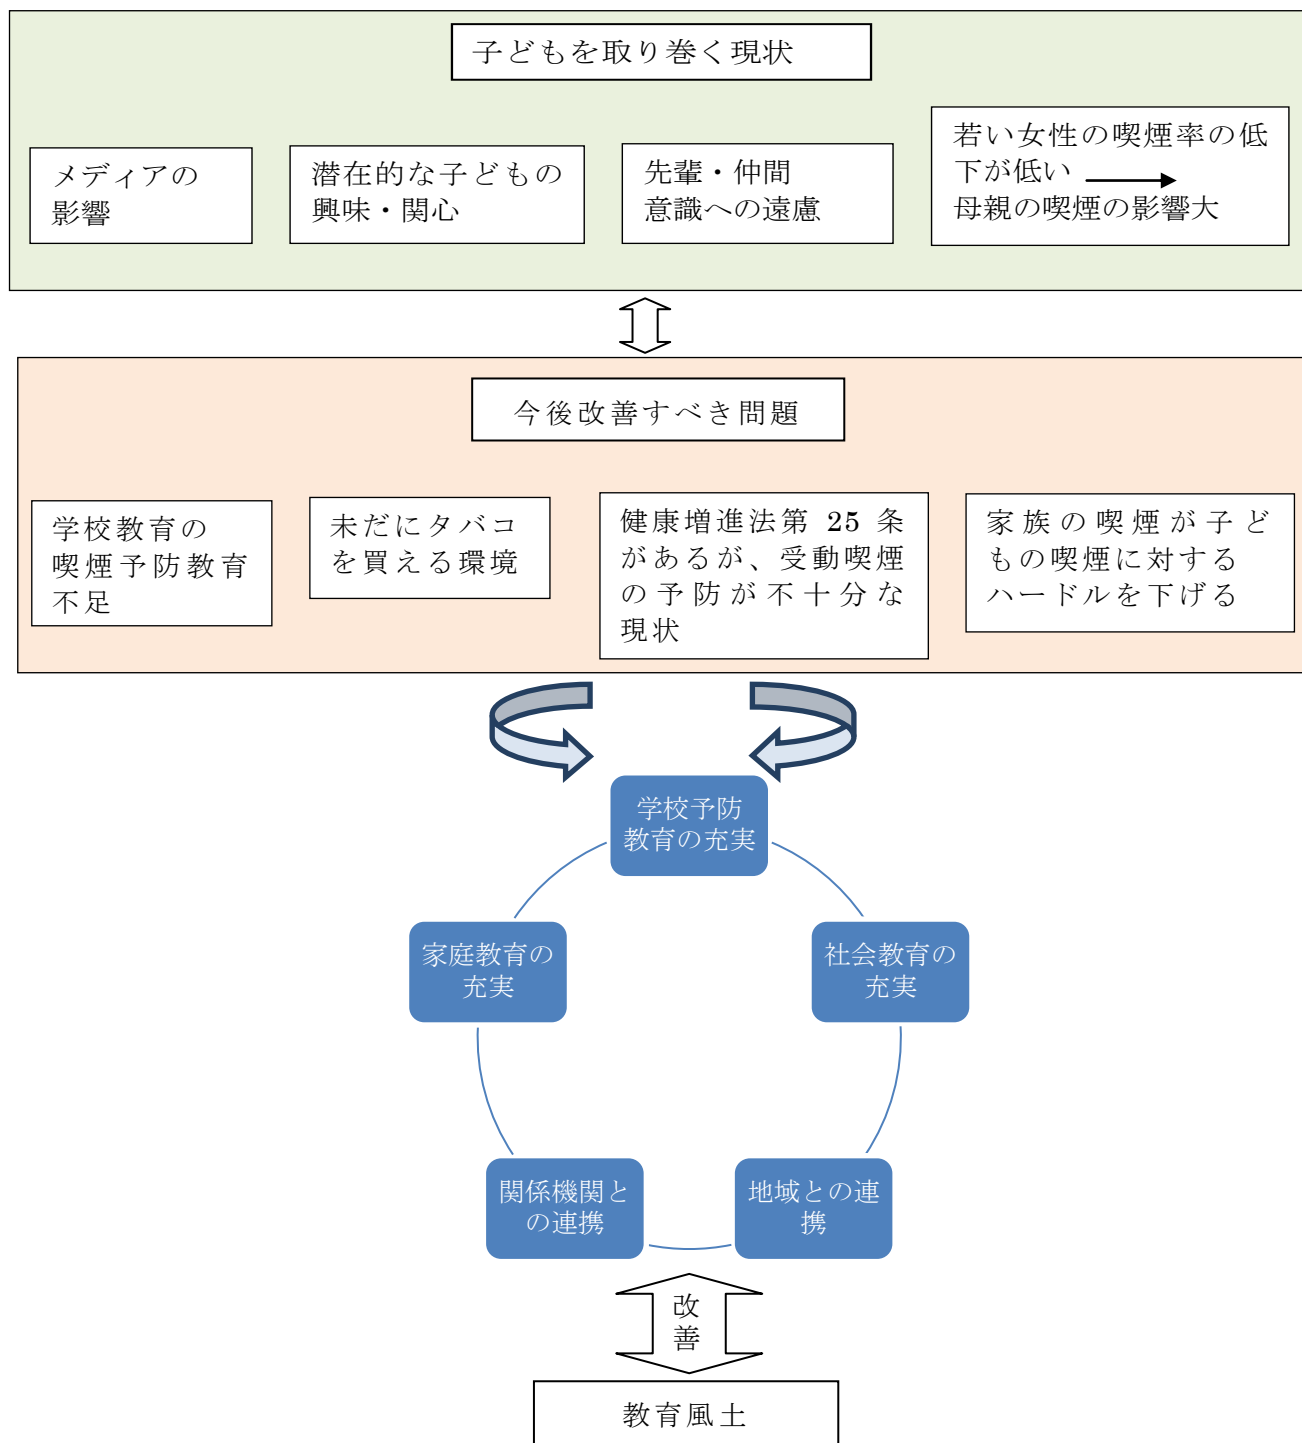 子どもを取り巻く現状
メディアの
影響
潜在的な子どもの
興味・関心
先輩・仲間
意識への遠慮
若い女性の喫煙率の低
下が低い
母親の喫煙の影響大
今後改善すべき問題
学校教育の
喫煙予防教育
不足
未だにタバコ
を買える環境
健康増進法第 25 条
があるが、受動喫煙
の予防が不十分な
現状
家族の喫煙が子ど
もの喫煙に対する
ハードルを下げる
学校予防
教育の充実
家庭教育の
充実
社会教育の
充実
関係機関と
の連携
地域との連
携
改
善
教育風土